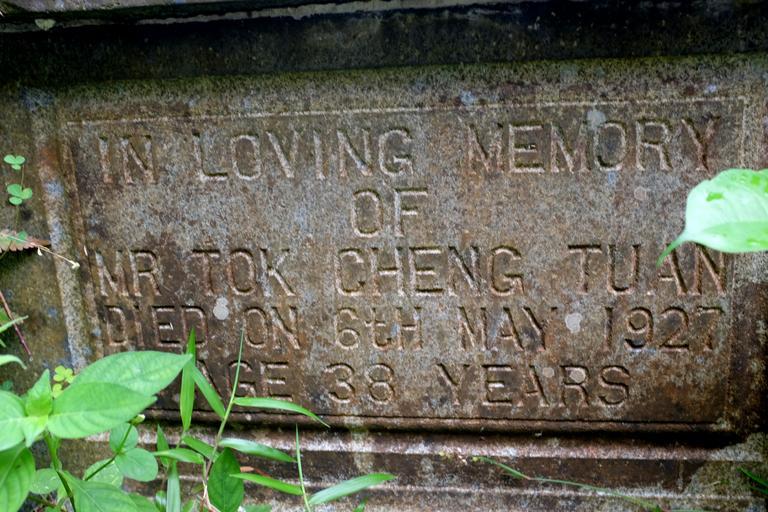 IN LOVING MEMORY
OF
MR TOK CHENG TUAN
DIED ON 6tH MAY 1927
AGE 38 YEARS